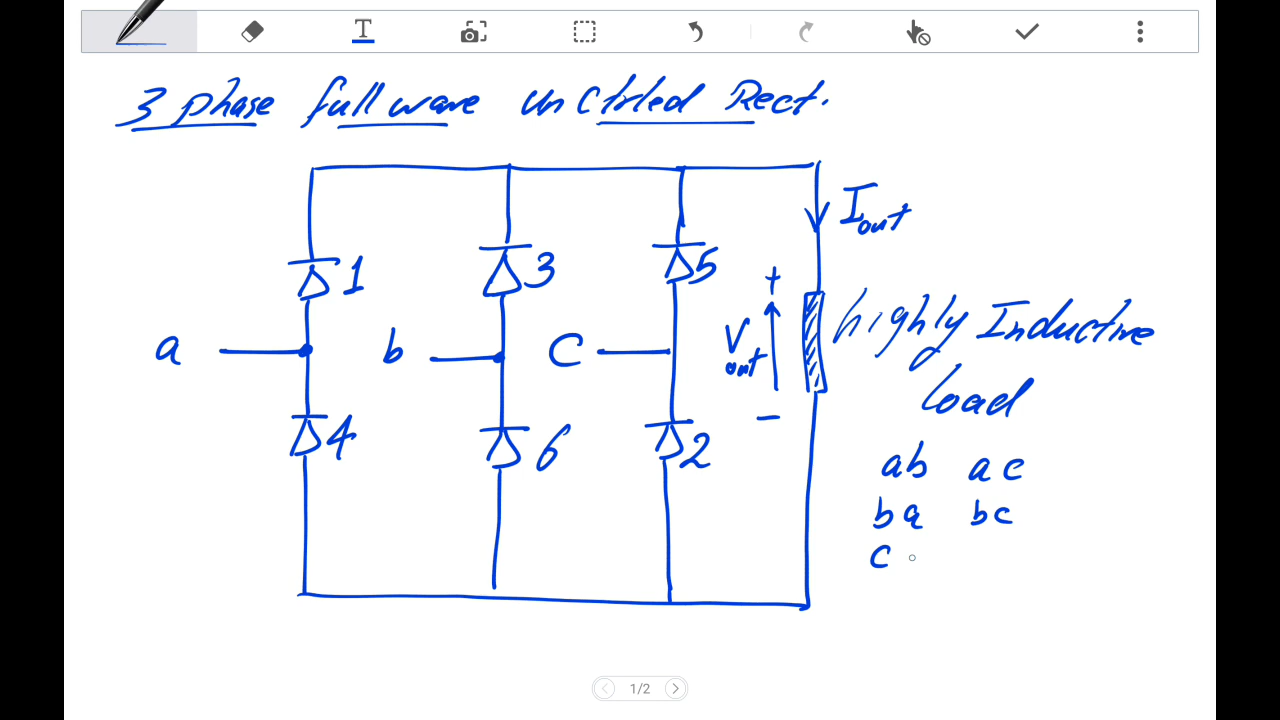 T
3 phase full wave unctrled Rect.
Iout
1
3
5
+
a
b
C
Vout
highly Inductive
Load
-
4
6
2
ab ac
ba bc
c
1/2